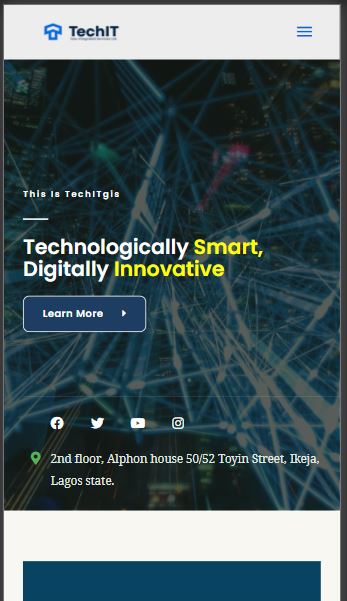 TechIT
This Is TechITgis
Technologically Smart,
Digitally Innovative
Learn More
2nd floor, Alphon house 50/52 Toyin Street, Ikeja,
Lagos state.